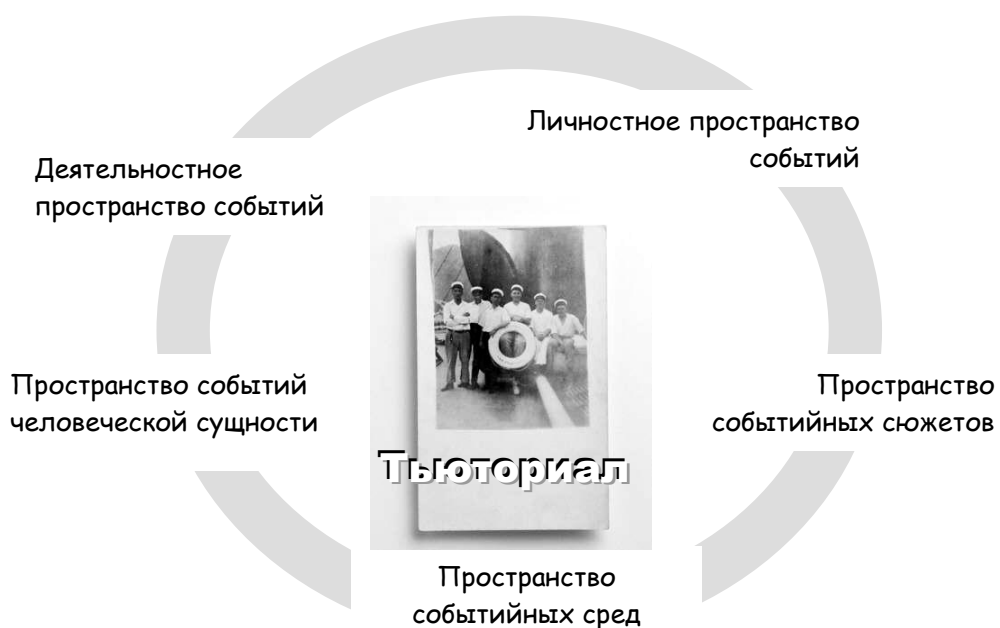 Личностное пространство
событий
Деятельностное
пространство событий
Пространство событий
человеческой сущности
Пространство
событийных сюжетов
Тьюториал
Пространство
событийных сред